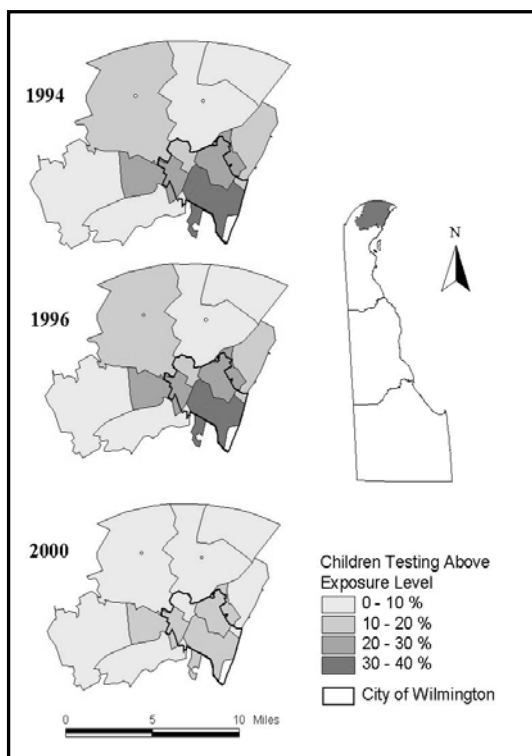 1994
1996
2000
N
Children Testing Above
Exposure Level
0 - 10 %
10 - 20 %
20 - 30 %
30 - 40 %
City of Wilmington
0 5 10 Miles